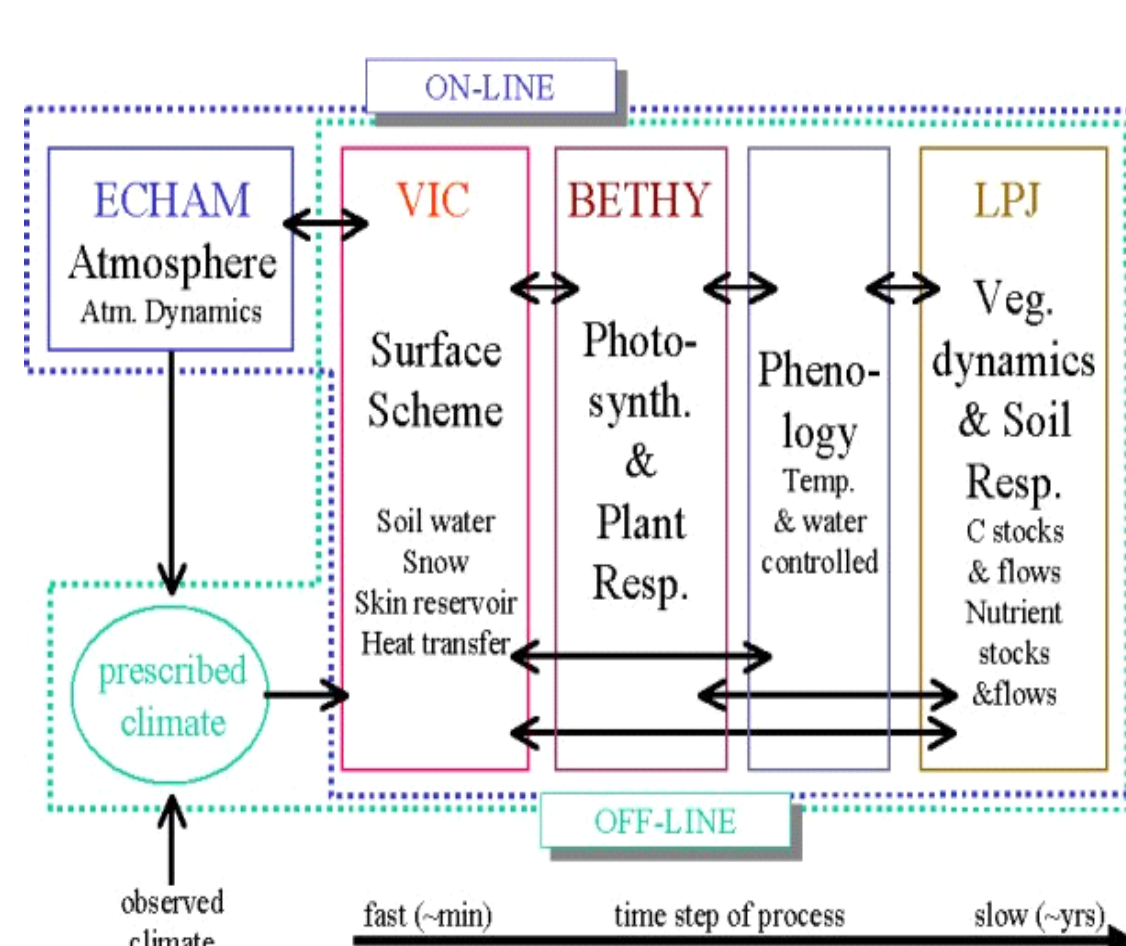 ON-LINE
ECHAM
Atmosphere
Atm. Dynamics
VIC
Surface
Scheme
Soil water
Snow
Skin reservoir
Heat transfer
BETHY
Photo-
synth.
&
Plant
Resp.
Pheno-
logy
Temp.
& water
controlled
LPJ
Veg.
dynamics
& Soil
Resp.
C stocks
& flows
Nutrient
stocks
&flows
prescribed
climate
OFF-LINE
observed
climate
fast (~min)
time step of process
slow (~yrs)